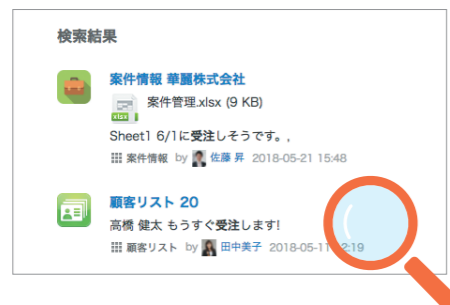 検索結果
案件情報 華麗株式会社
案件管理.xlsx (9 KB)
xlsx
Sheet1 6/1に受注しそうです。,
案件情報 by 佐藤 昇 2018-05-21 15:48
顧客リスト 20
高橋 健太 もうすぐ受注します!
顧客リスト by 田中美子 2018-05-11 2:19